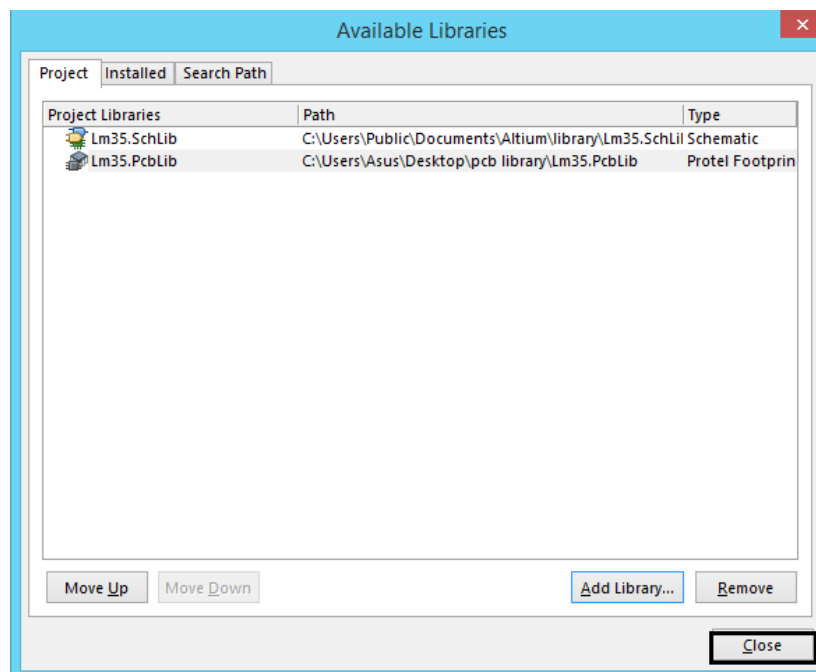 Available Libraries
Project Installed Search Path
Project Libraries Path Type
Lm35.SchLib C:\Users\Public\Documents\Altium\library\Lm35.SchLil Schematic
Lm35.PcbLib C:\Users\Asus\Desktop\pcb library\Lm35.PcbLib Protel Footprin
Move Up Move Down Add Library... Remove
Close